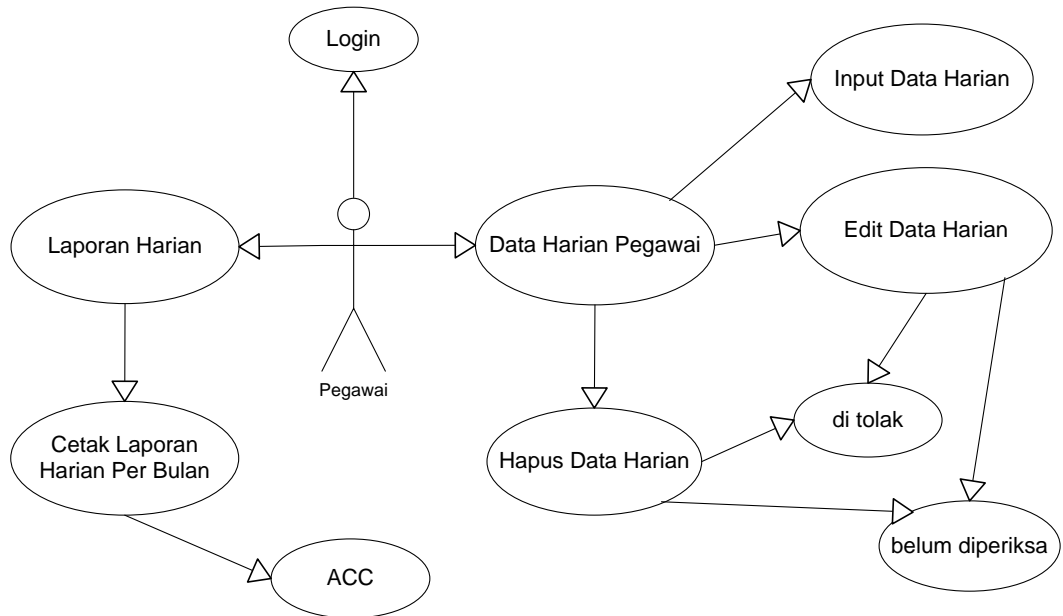 Login
Input Data Harian
Laporan Harian
Data Harian Pegawai
Edit Data Harian
Pegawai
Cetak Laporan
Harian Per Bulan
Hapus Data Harian
di tolak
belum diperiksa
ACC